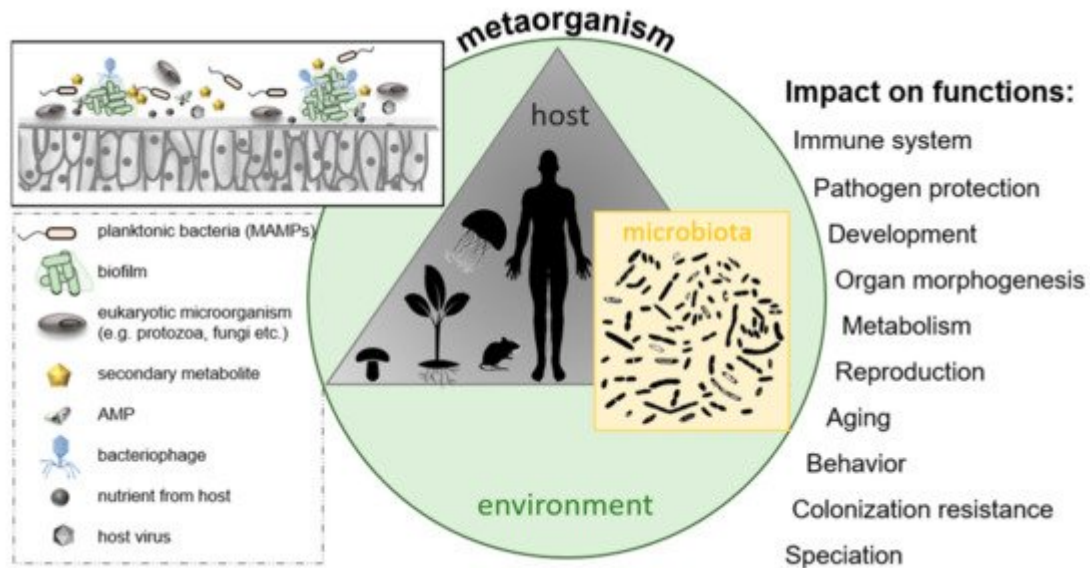 metaorganism
host
microbiota
environment
planktonic bacteria (MAMPs)
biofilm
eukaryotic microorganism
(e.g. protozoa, fungi etc.)
secondary metabolite
AMP
bacteriophage
nutrient from host
host virus
Impact on functions:
Immune system
Pathogen protection
Development
Organ morphogenesis
Metabolism
Reproduction
Aging
Behavior
Colonization resistance
Speciation